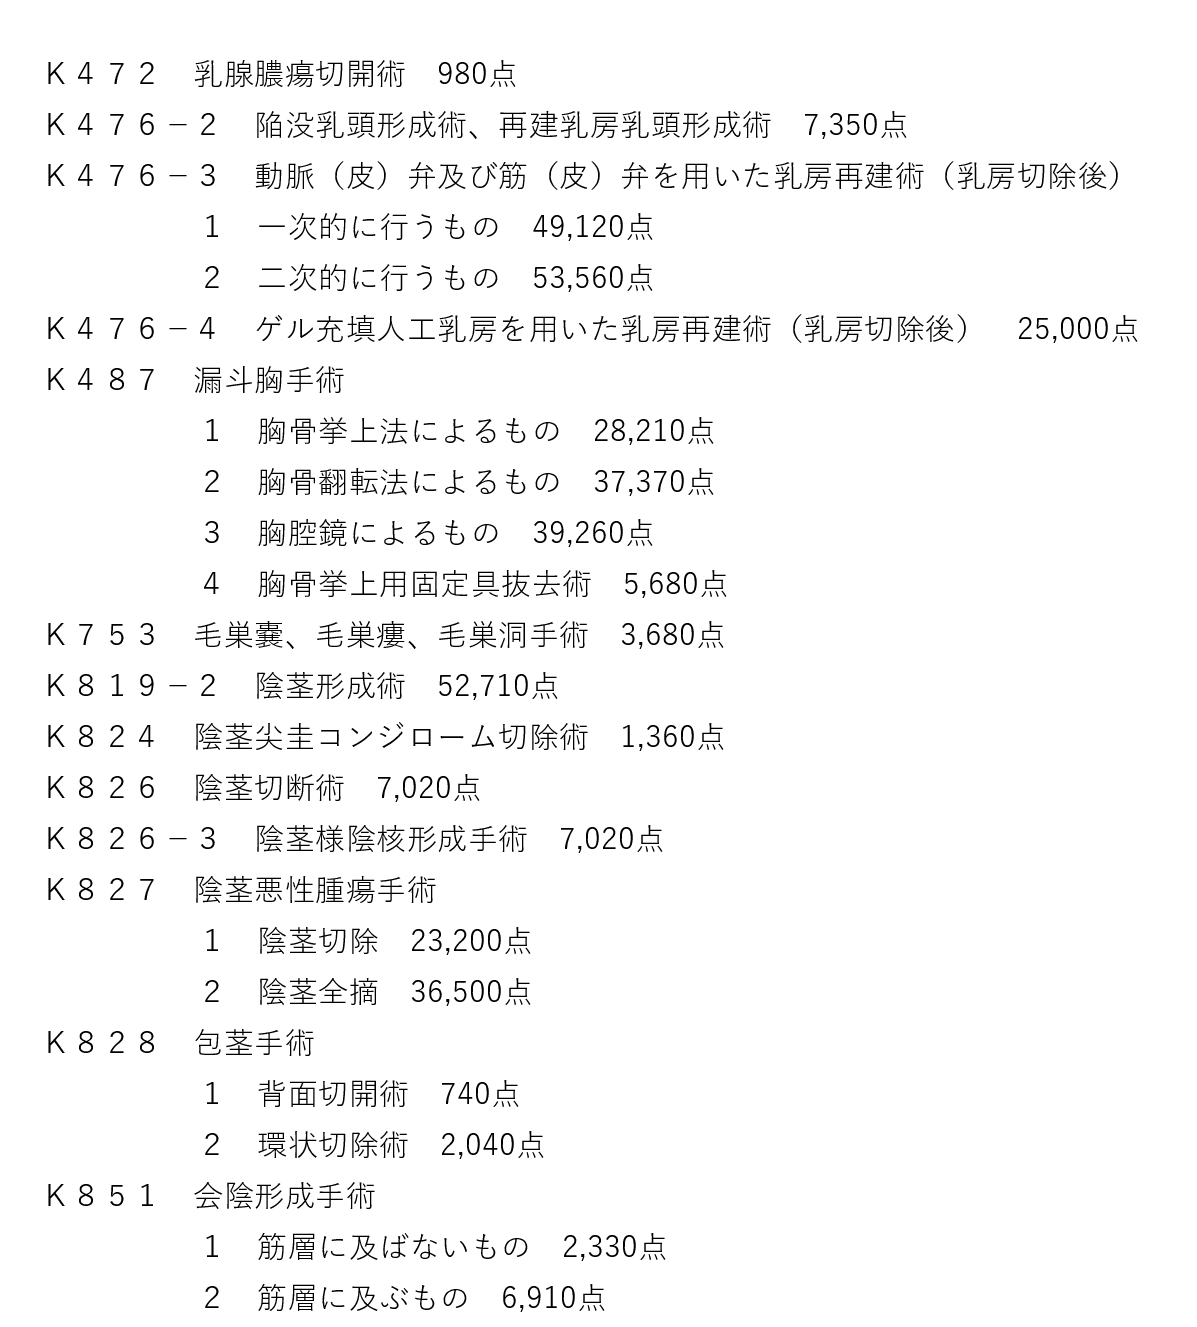 Ｋ４７２　乳腺膿瘍切開術　980点
Ｋ４７６－２　陥没乳頭形成術、再建乳房乳頭形成術　7,350点
Ｋ４７６－３　動脈（皮）弁及び筋（皮）弁を用いた乳房再建術（乳房切除後）
1　一次的に行うもの　49,120点
2　二次的に行うもの　53,560点
Ｋ４７６－４　ゲル充填人工乳房を用いた乳房再建術（乳房切除後）　25,000点
Ｋ４８７　漏斗胸手術
1　胸骨挙上法によるもの　28,210点
2　胸骨翻転法によるもの　37,370点
3　胸腔鏡によるもの　39,260点
4　胸骨挙上用固定具抜去術　5,680点
Ｋ７５３　毛巣嚢、毛巣瘻、毛巣洞手術　3,680点
Ｋ８１９－２　陰茎形成術　52,710点
Ｋ８２４　陰茎尖圭コンジローム切除術　1,360点
Ｋ８２６　陰茎切断術　7,020点
Ｋ８２６－３　陰茎様陰核形成手術　7,020点
Ｋ８２７　陰茎悪性腫瘍手術
1　陰茎切除　23,200点
2　陰茎全摘　36,500点
Ｋ８２８　包茎手術
1　背面切開術　740点
2　環状切除術　2,040点
Ｋ８５１　会陰形成手術
1　筋層に及ばないもの　2,330点
2　筋層に及ぶもの　6,910点